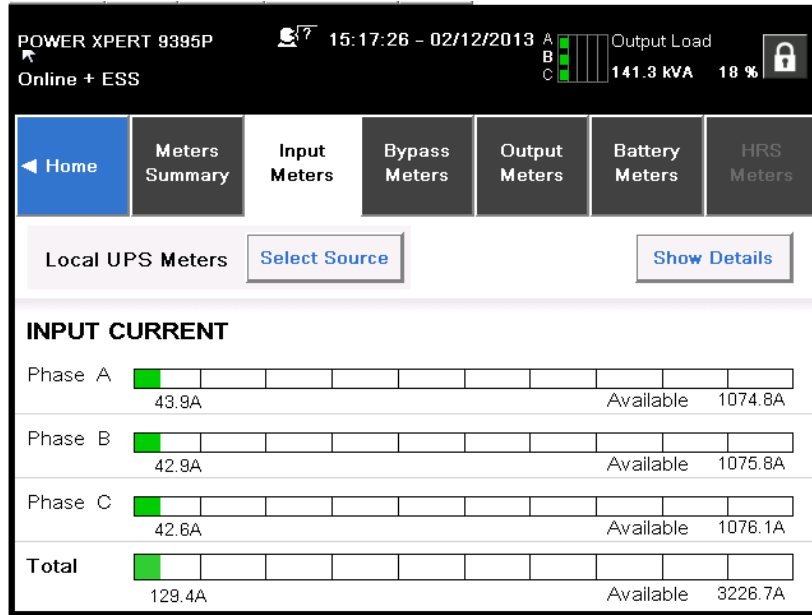 POWER XPERT 9395P
? 15:17:26 - 02/12/2013
A
B
C
Output Load
141.3 kVA 18 %
Online + ESS
Home
Meters Summary
Input Meters
Bypass Meters
Output Meters
Battery Meters
HRS Meters
Local UPS Meters Select Source Show Details
INPUT CURRENT
Phase A
43.9A Available 1074.8A
Phase B
42.9A Available 1075.8A
Phase C
42.6A Available 1076.1A
Total
129.4A Available 3226.7A